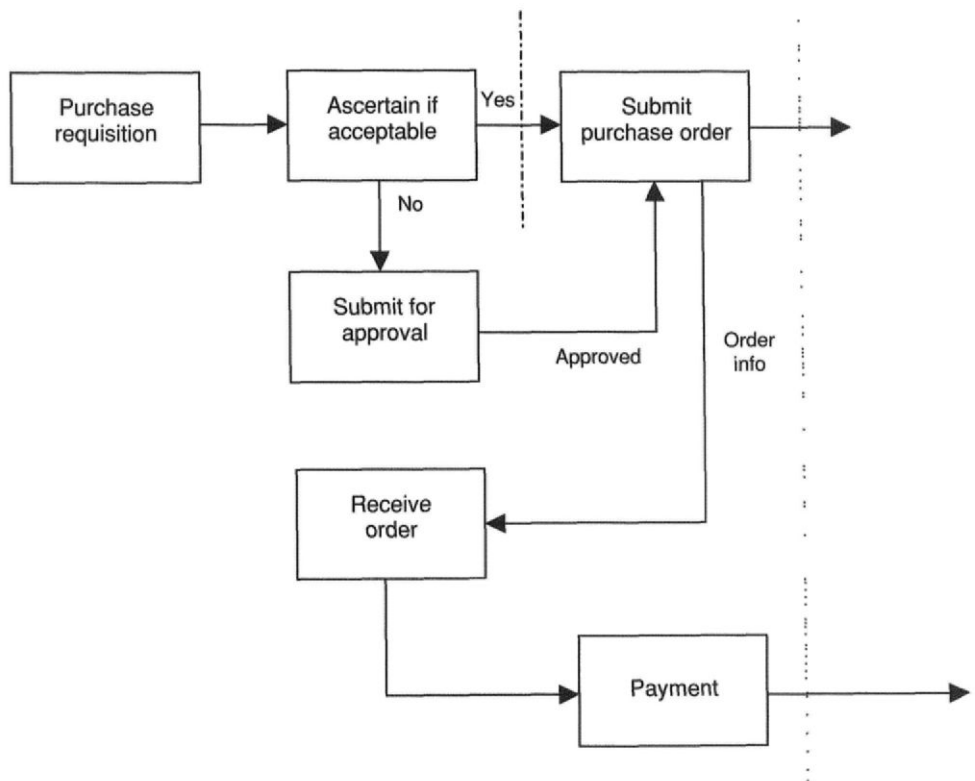 Purchase
requisition
Ascertain if
acceptable
Yes
Submit
purchase order
No
Submit for
approval
Approved
Order
info
Receive
order
Payment